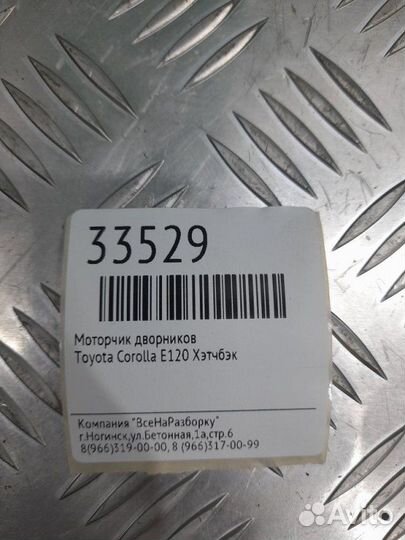 33529
Моторчик дворников
Toyota Corolla E120 Хэтчбэк
Компания "ВсеНаРазборку"
г.Ногинск,ул.Бетонная,1а,стр.6
8(966)319-00-00, 8 (966)317-00-99
Avito